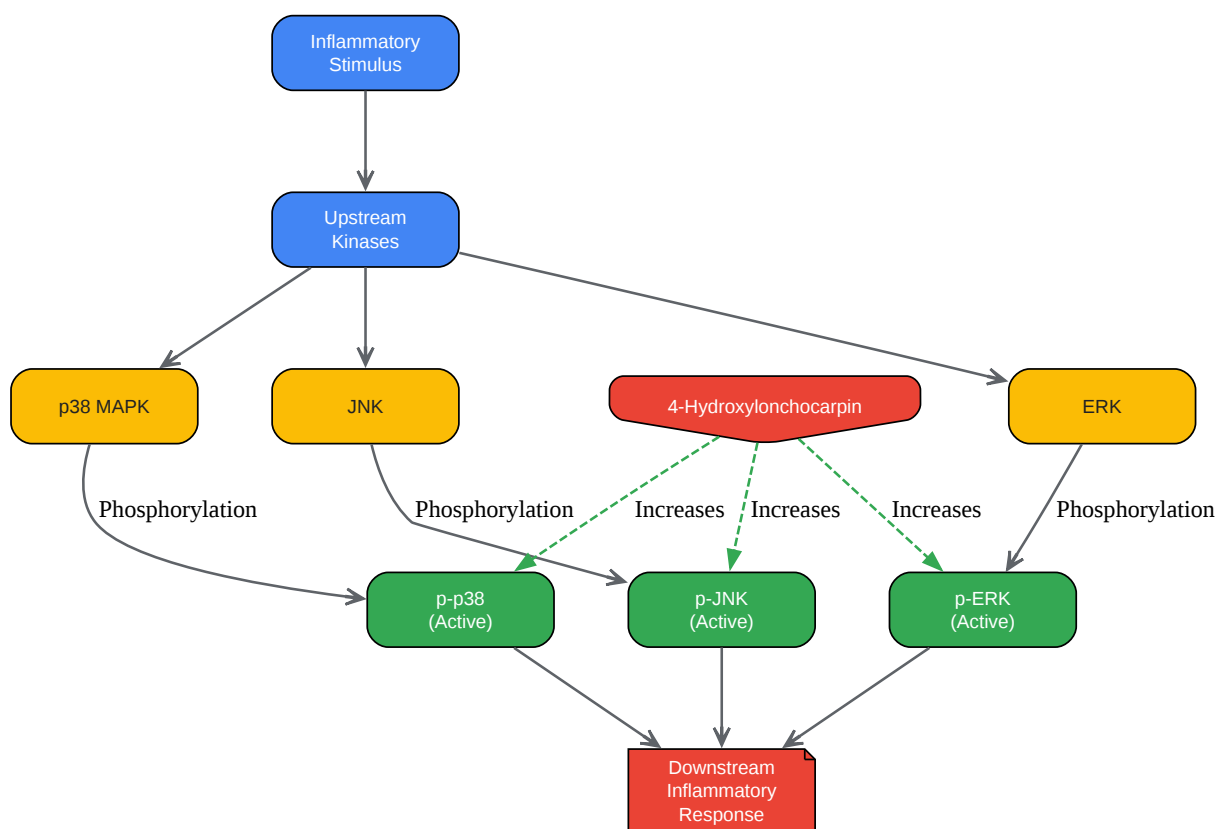 Inflammatory
Stimulus
Upstream
Kinases
p38 MAPK
JNK
4-Hydroxylonchocarpin
ERK
Phosphorylation
Phosphorylation
Increases
Increases
Increases
Phosphorylation
p-p38
(Active)
p-JNK
(Active)
p-ERK
(Active)
Downstream
Inflammatory
Response